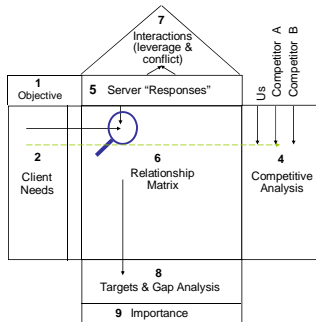 7
Interactions
(leverage &
conflict)
Us
Competitor A
Competitor B
1
Objective
5 Server “Responses”
2
Client
Needs
6
Relationship
Matrix
4
Competitive
Analysis
8
Targets & Gap Analysis
9 Importance